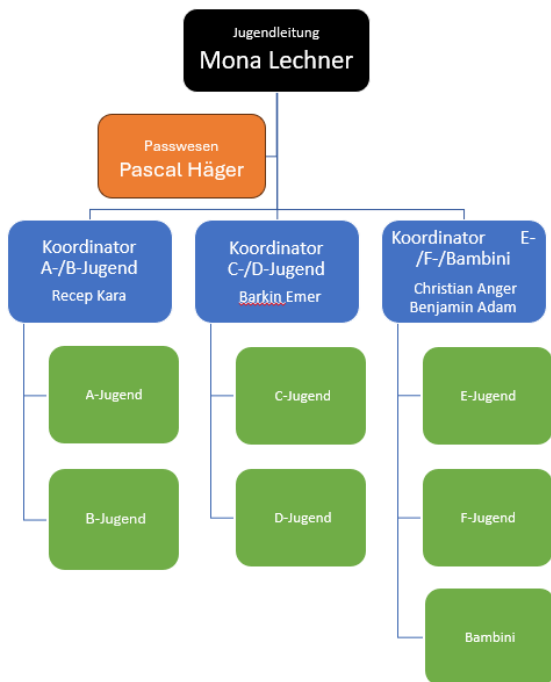 Jugendleitung
Mona Lechner
Passwesen
Pascal Häger
Koordinator
A-/B-Jugend
Recep Kara
Koordinator
C-/D-Jugend
Barkin Emer
Koordinator E-
/F-/Bambini
Christian Anger
Benjamin Adam
A-Jugend
C-Jugend
E-Jugend
B-Jugend
D-Jugend
F-Jugend
Bambini